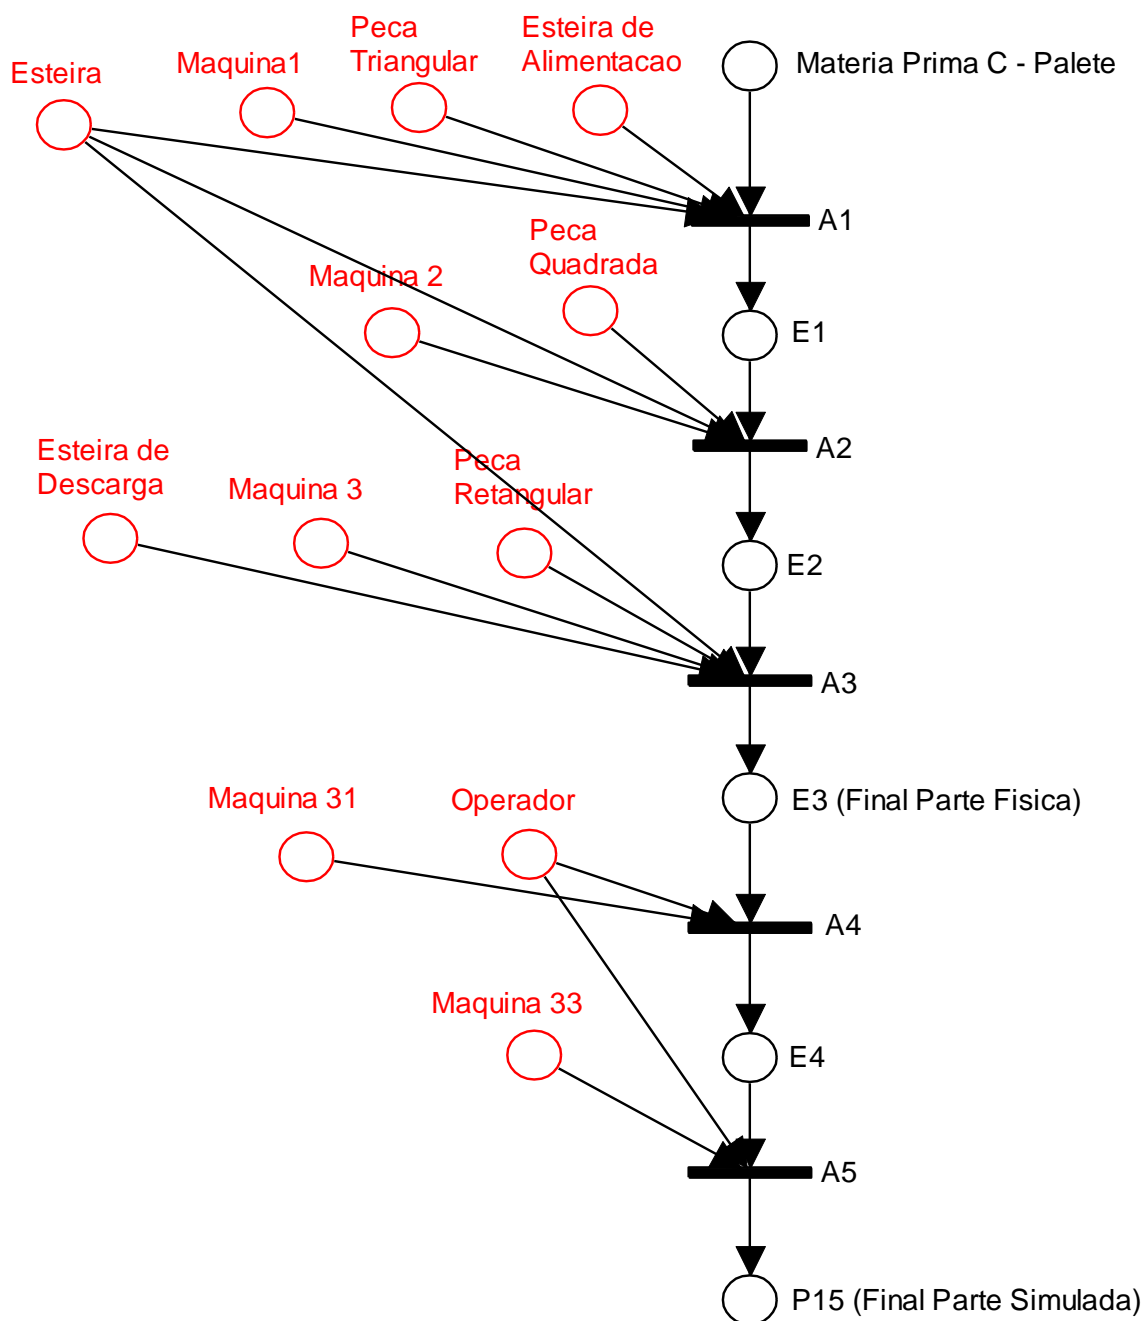 Peca
Triangular
Esteira de
Alimentacao
Materia Prima C - Palete
Esteira
Maquina1
A1
Peca
Quadrada
Maquina 2
E1
A2
Esteira de
Descarga
Maquina 3
Peca
Retangular
E2
A3
Maquina 31
Operador
E3 (Final Parte Fisica)
A4
Maquina 33
E4
A5
P15 (Final Parte Simulada)